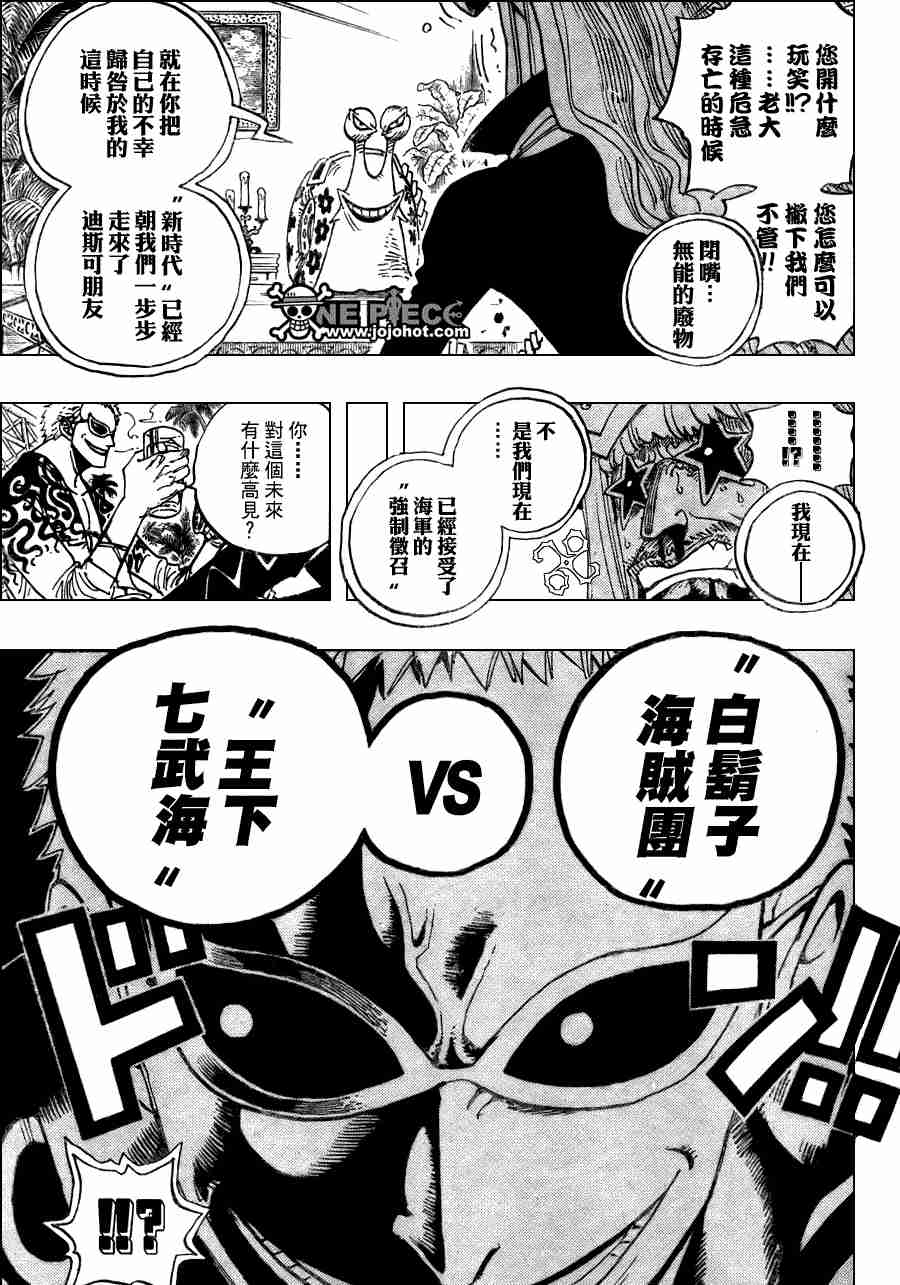 您開什麼
玩笑!!?
……老大
這種危急
存亡的時候
您怎麼可以
撇下我們
不管!!
閉嘴…
無能的廢物
就在你把
自己的不幸
歸咎於我的
這時候
"新時代"已經
朝我們一步步
走來了
迪斯可朋友
ONE PIECE
www.jojohot.com
…………
…………!?
我現在—
不
是我們現在
……
已經接受了
海軍的
"強制徵召"
你……
對這個未來
有什麼高見?
"白鬍子
海賊團"
VS
"王下
七武海"
ドン!!
!!?